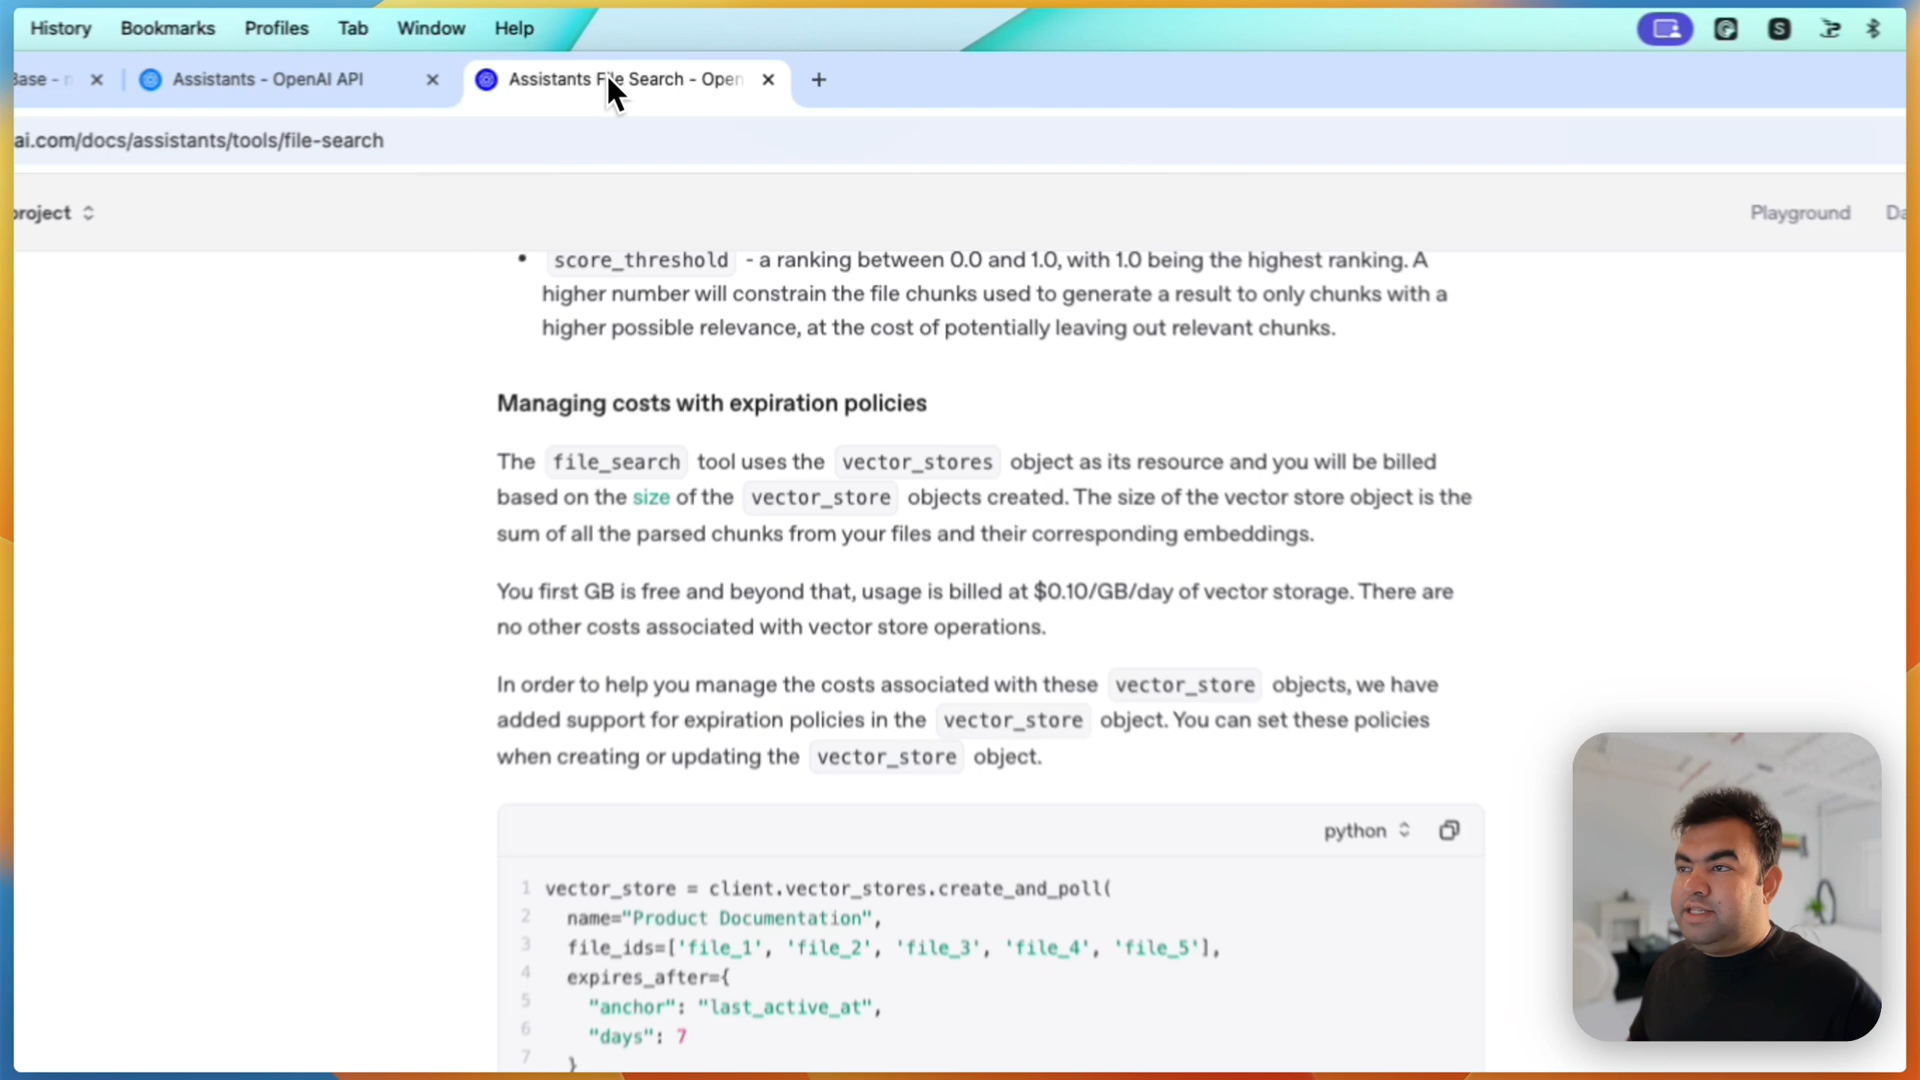 History Bookmarks Profiles Tab Window Help
Base - Assistants - OpenAI API Assistants File Search - Open
ai.com/docs/assistants/tools/file-search
project Playground
score_threshold - a ranking between 0.0 and 1.0, with 1.0 being the highest ranking. A
higher number will constrain the file chunks used to generate a result to only chunks with a
higher possible relevance, at the cost of potentially leaving out relevant chunks.
Managing costs with expiration policies
The file_search tool uses the vector_stores object as its resource and you will be billed
based on the size of the vector_store objects created. The size of the vector store object is the
sum of all the parsed chunks from your files and their corresponding embeddings.
You first GB is free and beyond that, usage is billed at $0.10/GB/day of vector storage. There are
no other costs associated with vector store operations.
In order to help you manage the costs associated with these vector_store objects, we have
added support for expiration policies in the vector_store object. You can set these policies
when creating or updating the vector_store object.
python
1 vector_store = client.vector_stores.create_and_poll(
2 name="Product Documentation",
3 file_ids=['file_1', 'file_2', 'file_3', 'file_4', 'file_5'],
4 expires_after={
5 "anchor": "last_active_at",
6 "days": 7
7 }